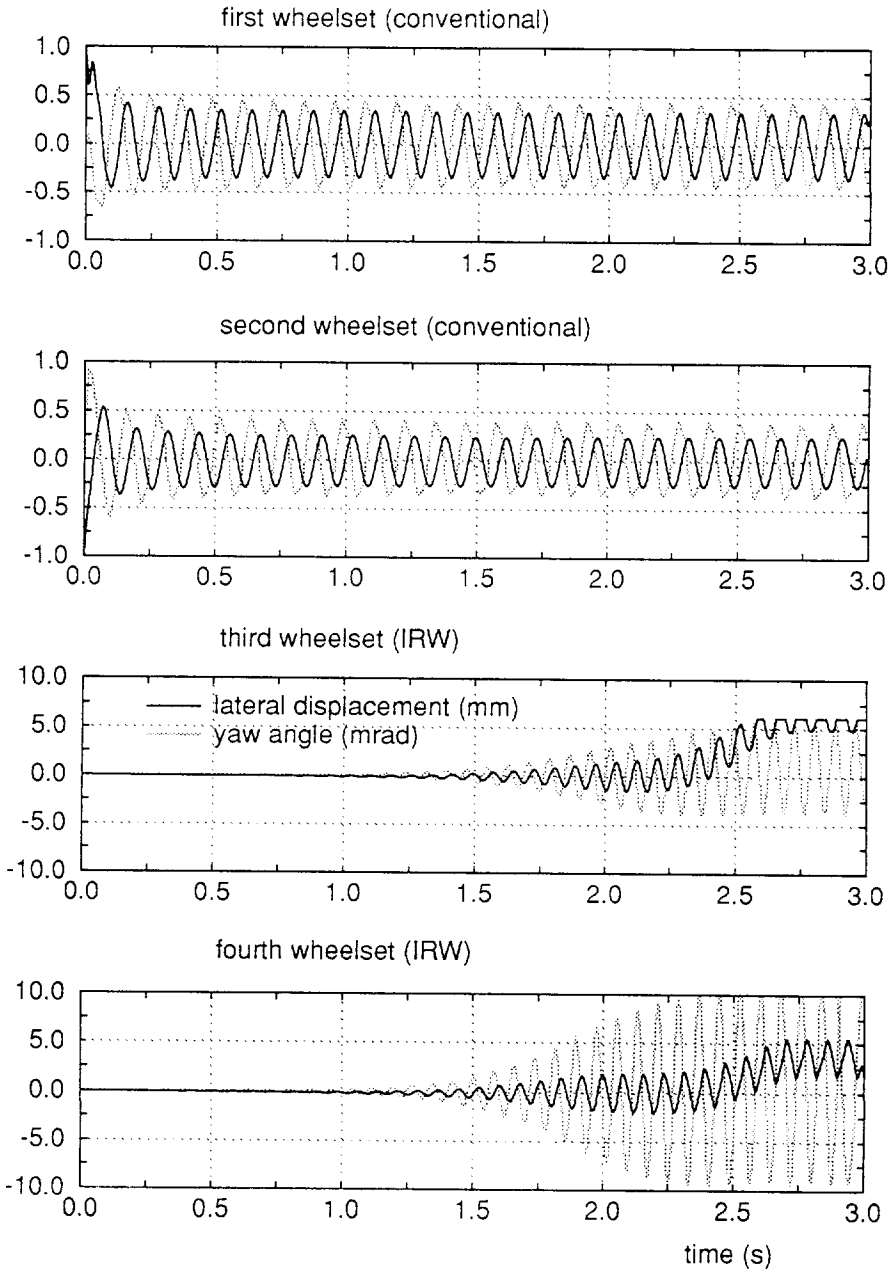 first wheelset (conventional)
1.0
0.5
0.0
-0.5
-1.0
0.0 0.5 1.0 1.5 2.0 2.5 3.0
second wheelset (conventional)
1.0
0.5
0.0
-0.5
-1.0
0.0 0.5 1.0 1.5 2.0 2.5 3.0
third wheelset (IRW)
10.0
5.0
0.0
-5.0
-10.0
lateral displacement (mm)
yaw angle (mrad)
0.0 0.5 1.0 1.5 2.0 2.5 3.0
fourth wheelset (IRW)
10.0
5.0
0.0
-5.0
-10.0
0.0 0.5 1.0 1.5 2.0 2.5 3.0
time (s)